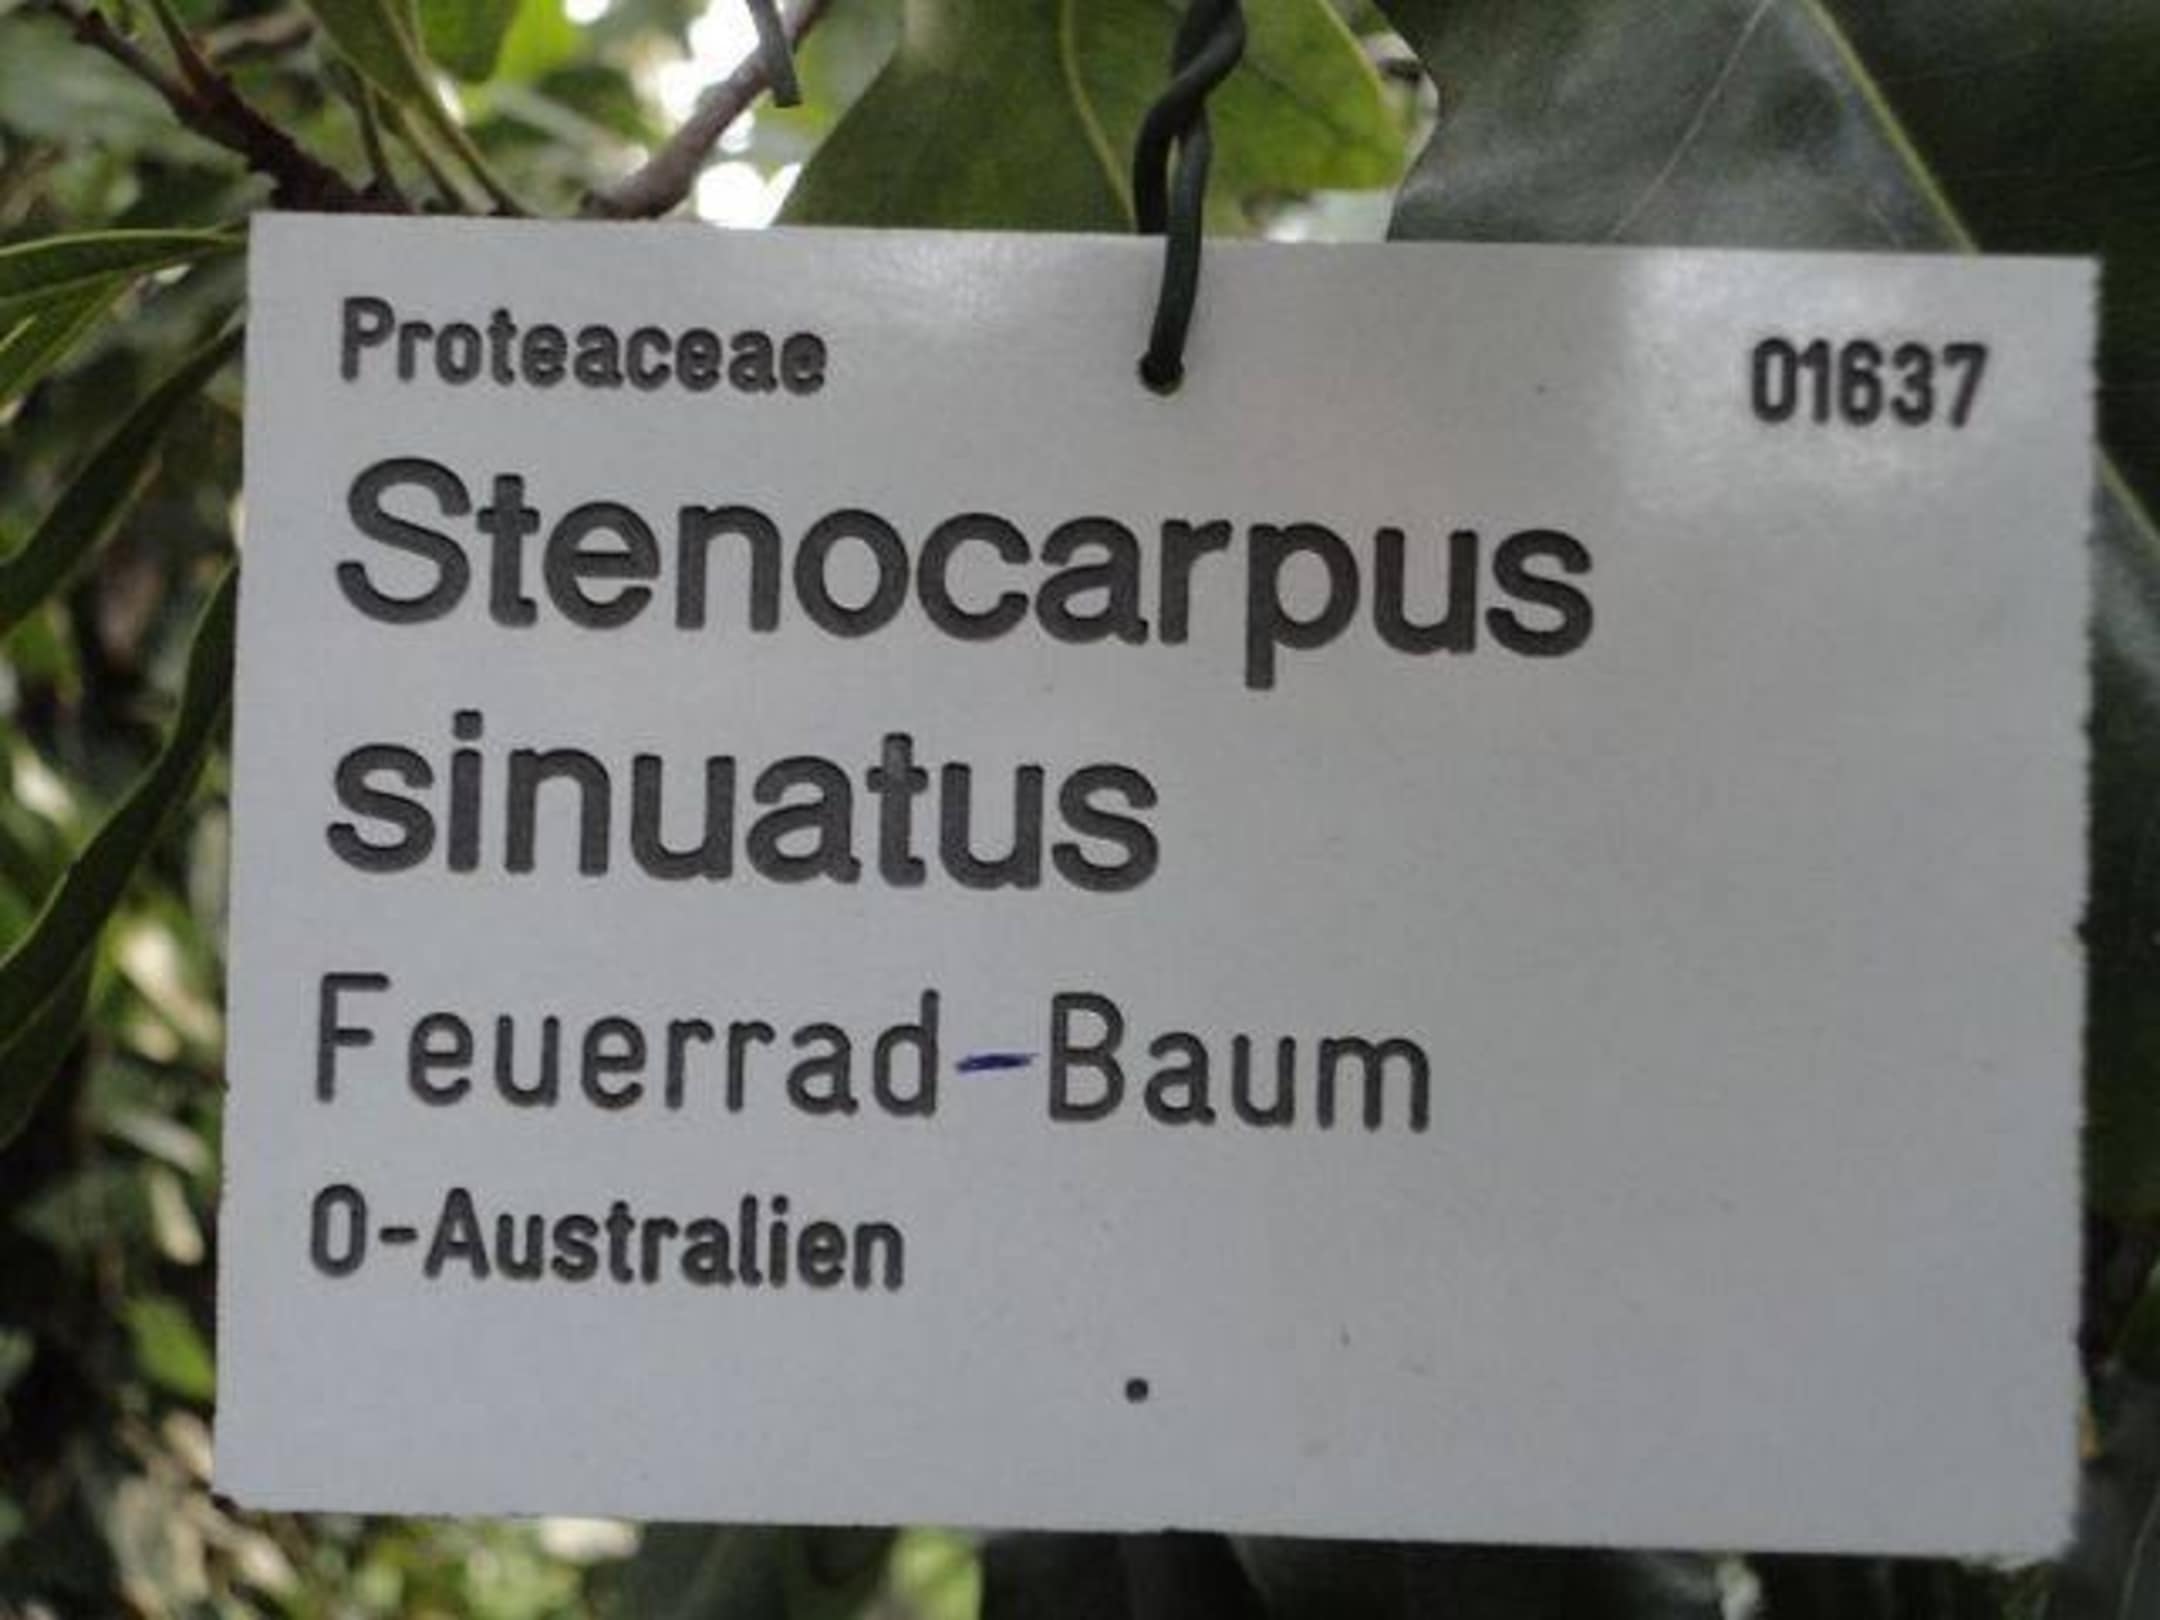 Proteaceae 01637
Stenocarpus
sinuatus
Feuerrad-Baum
O-Australien